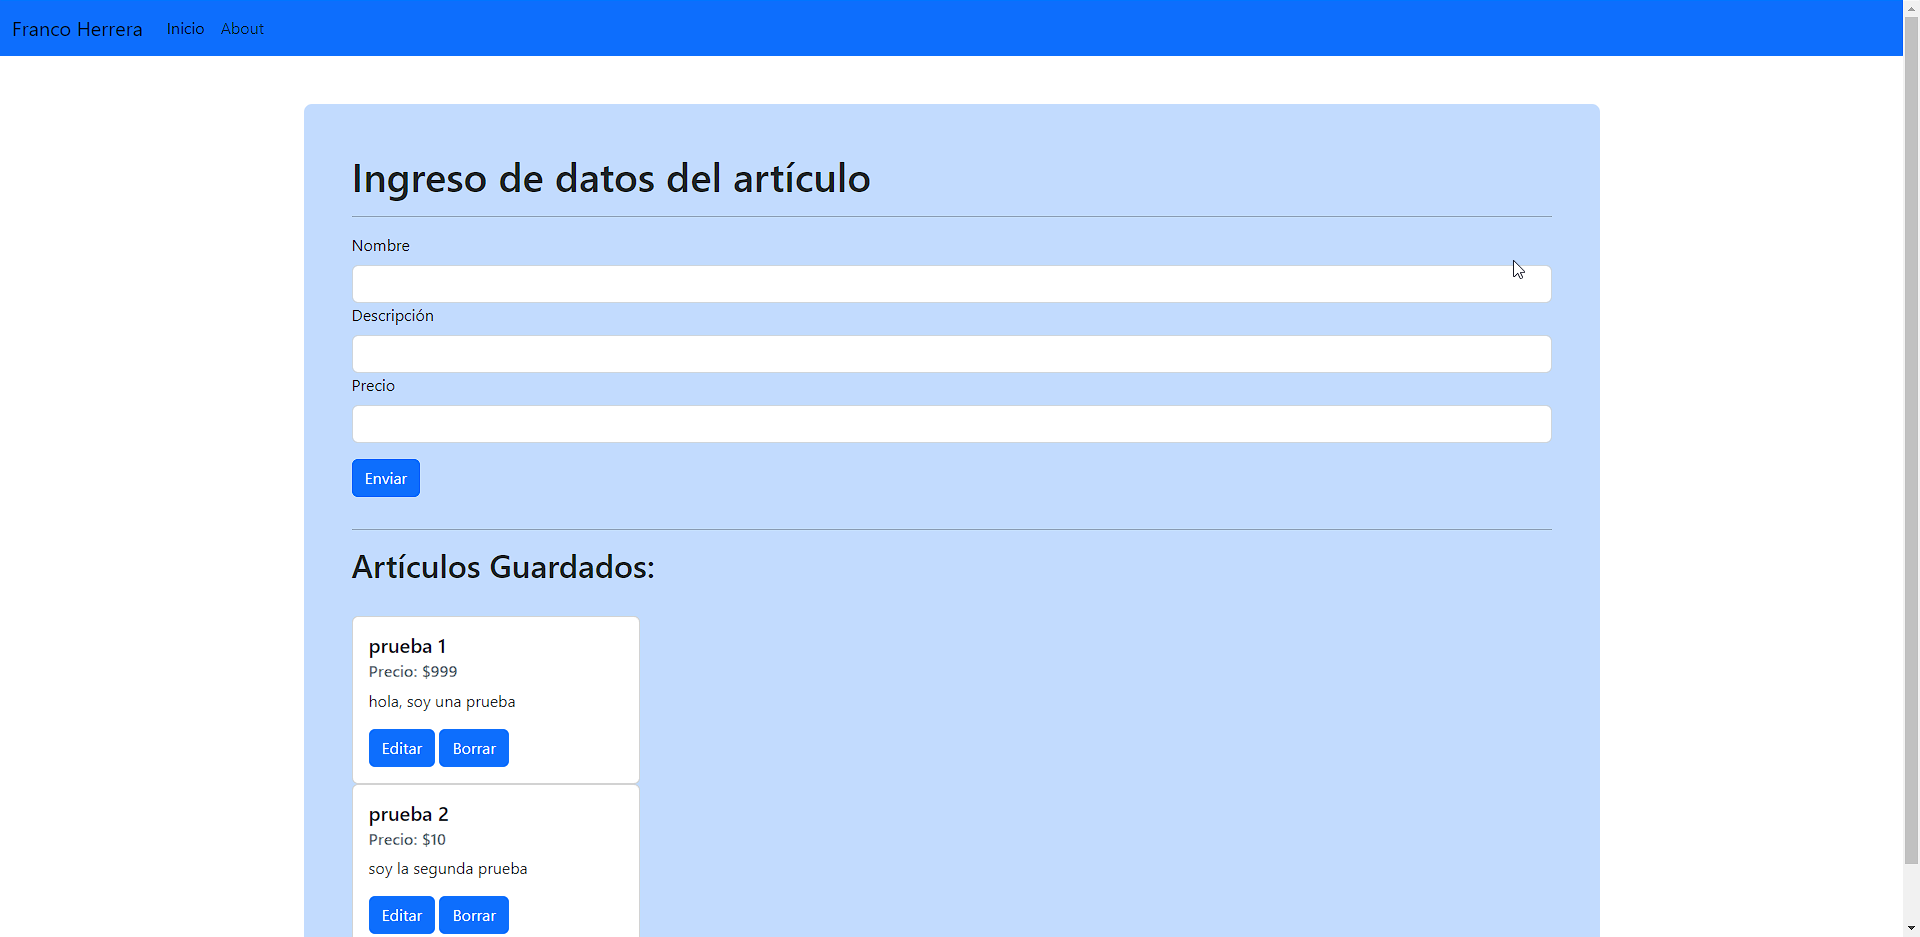 Franco Herrera Inicio About
Ingreso de datos del artículo
Nombre
Descripción
Precio
Enviar
Artículos Guardados:
prueba 1
Precio: $999
hola, soy una prueba
Editar Borrar
prueba 2
Precio: $10
soy la segunda prueba
Editar Borrar